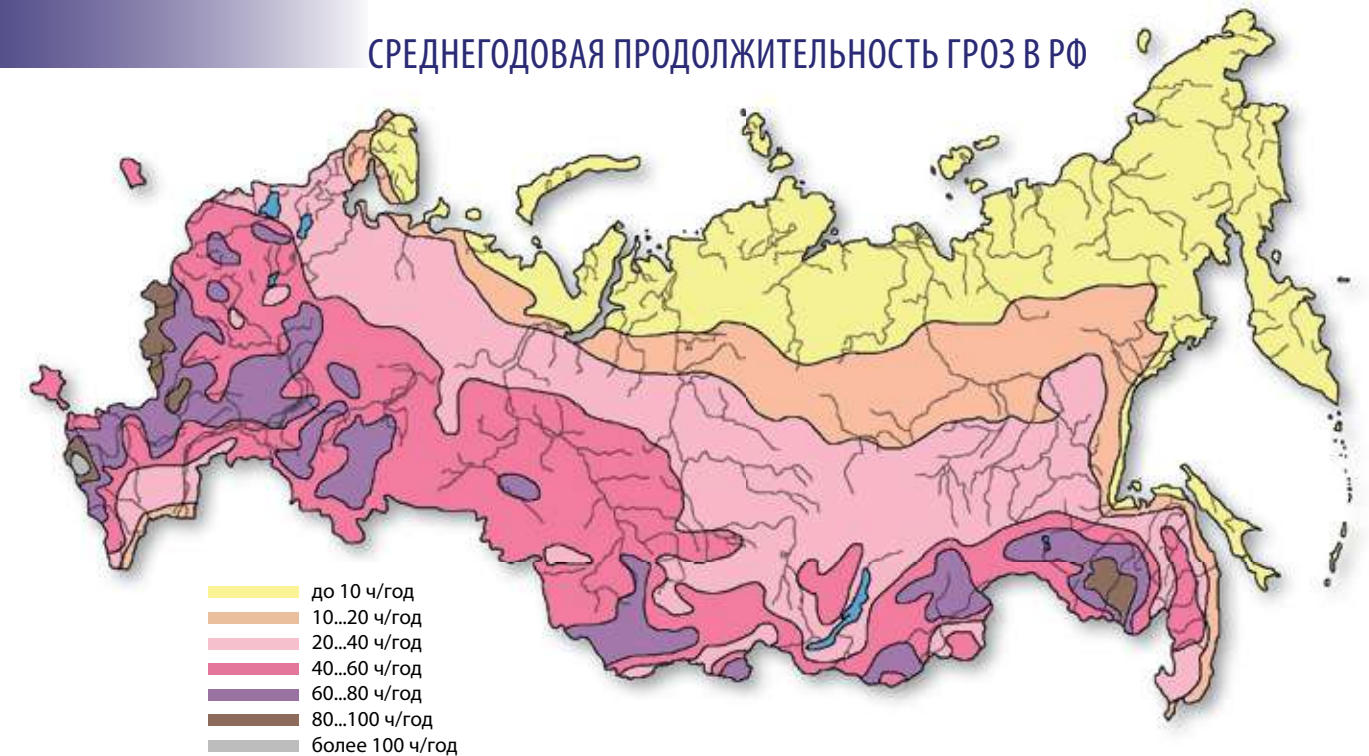 СРЕДНЕГОДОВАЯ ПРОДОЛЖИТЕЛЬНОСТЬ ГРОЗ В РФ
до 10 ч/год
10...20 ч/год
20...40 ч/год
40...60 ч/год
60...80 ч/год
80...100 ч/год
более 100 ч/год